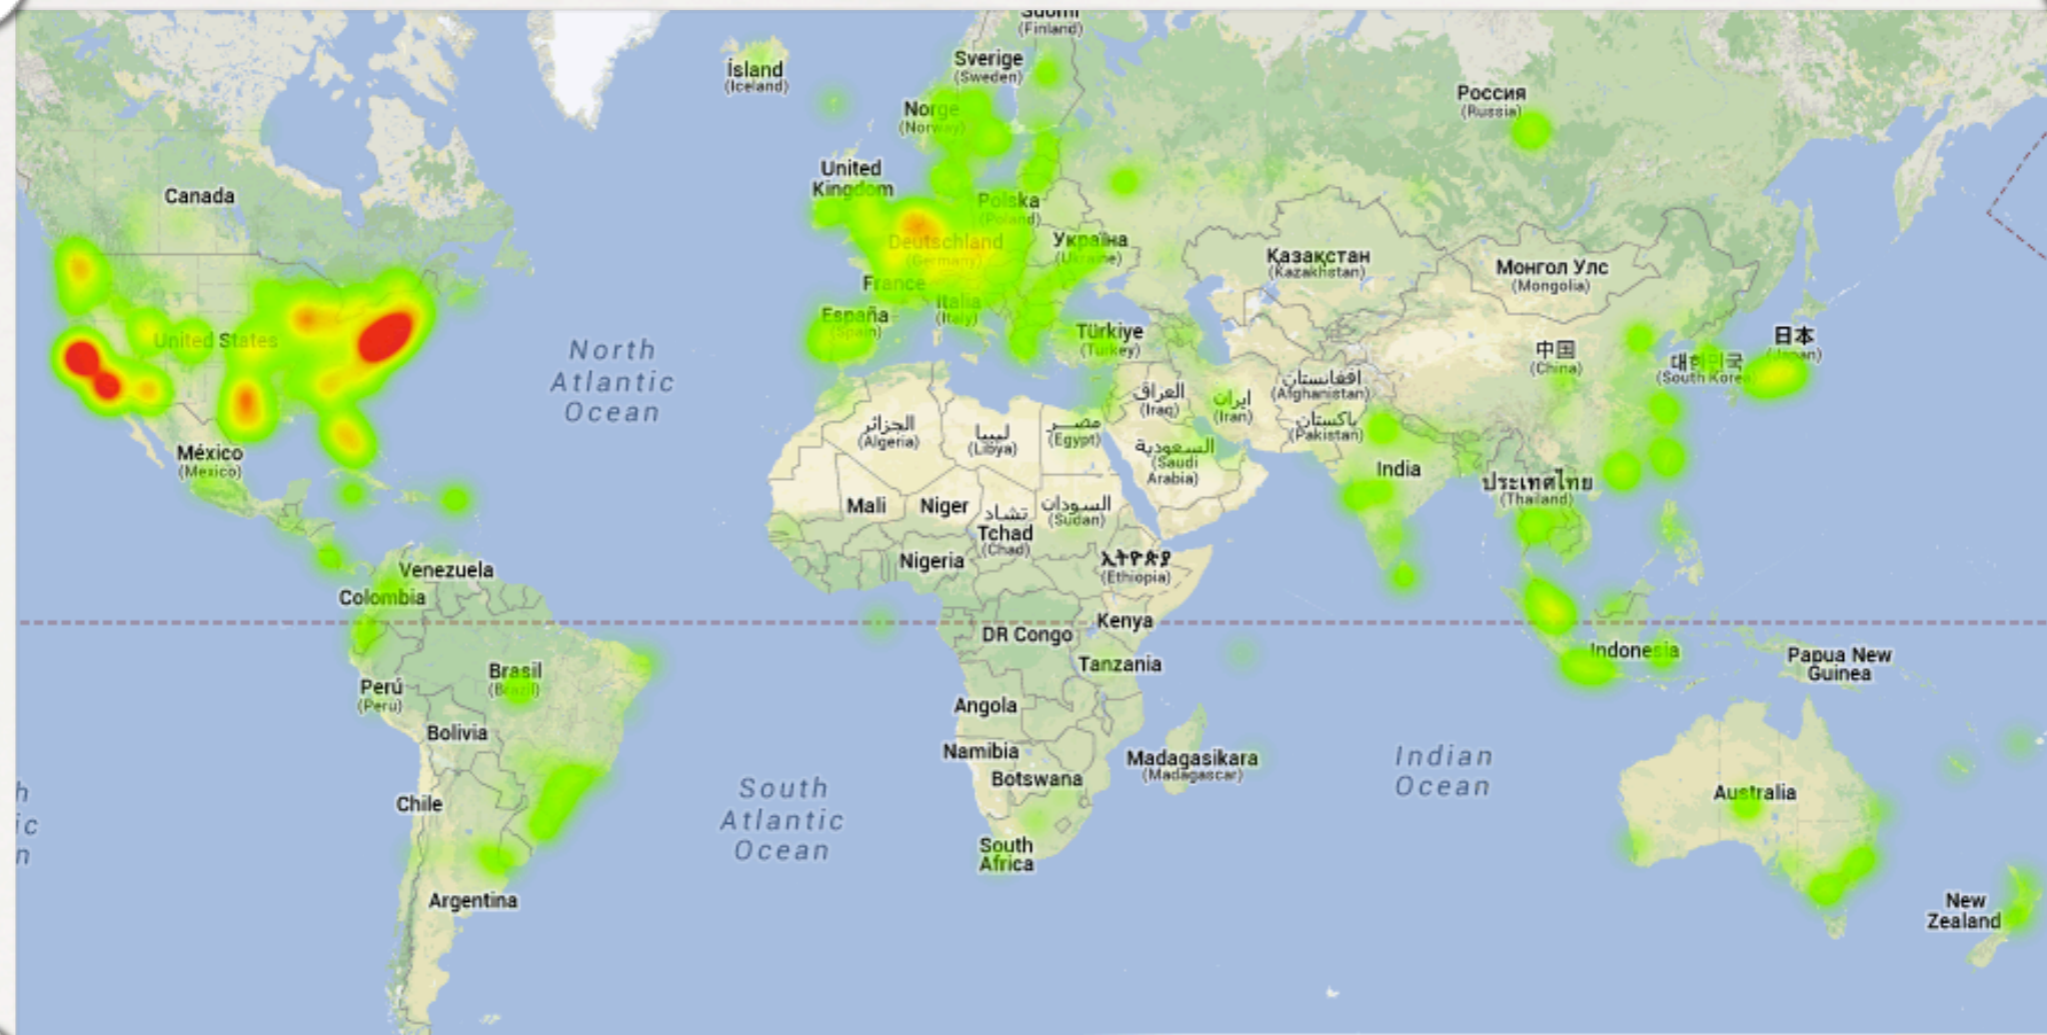 Suomi
(Finland)
Ísland
(Iceland)
Sverige
(Sweden)
Norge
(Norway)
Россия
(Russia)
United
Kingdom
Canada
Polska
(Poland)
Deutschland
(Germany)
Україна
(Ukraine)
Қазақстан
(Kazakhstan)
Монгол Улс
(Mongolia)
France
Italia
(Italy)
España
(Spain)
United States
North
Atlantic
Ocean
Türkiye
(Turkey)
中国
(China)
대한민국
(South Korea)
日本
(Japan)
العراق
(Iraq)
ایران
(Iran)
افغانستان
(Afghanistan)
پاکستان
(Pakistan)
الجزائر
(Algeria)
ليبيا
(Libya)
مصر
(Egypt)
السعودية
(Saudi
Arabia)
México
(Mexico)
India
ประเทศไทย
(Thailand)
Mali
Niger
تشاد
Tchad
(Chad)
السودان
(Sudan)
Nigeria
ኢትዮጵያ
(Ethiopia)
Venezuela
Colombia
DR Congo
Kenya
Tanzania
Indonesia
Papua New
Guinea
Brasil
(Brazil)
Perú
(Peru)
Bolivia
Angola
Namibia
Botswana
Madagasikara
(Madagascar)
Indian
Ocean
Australia
Chile
South
Atlantic
Ocean
h
ic
n
South
Africa
Argentina
New
Zealand